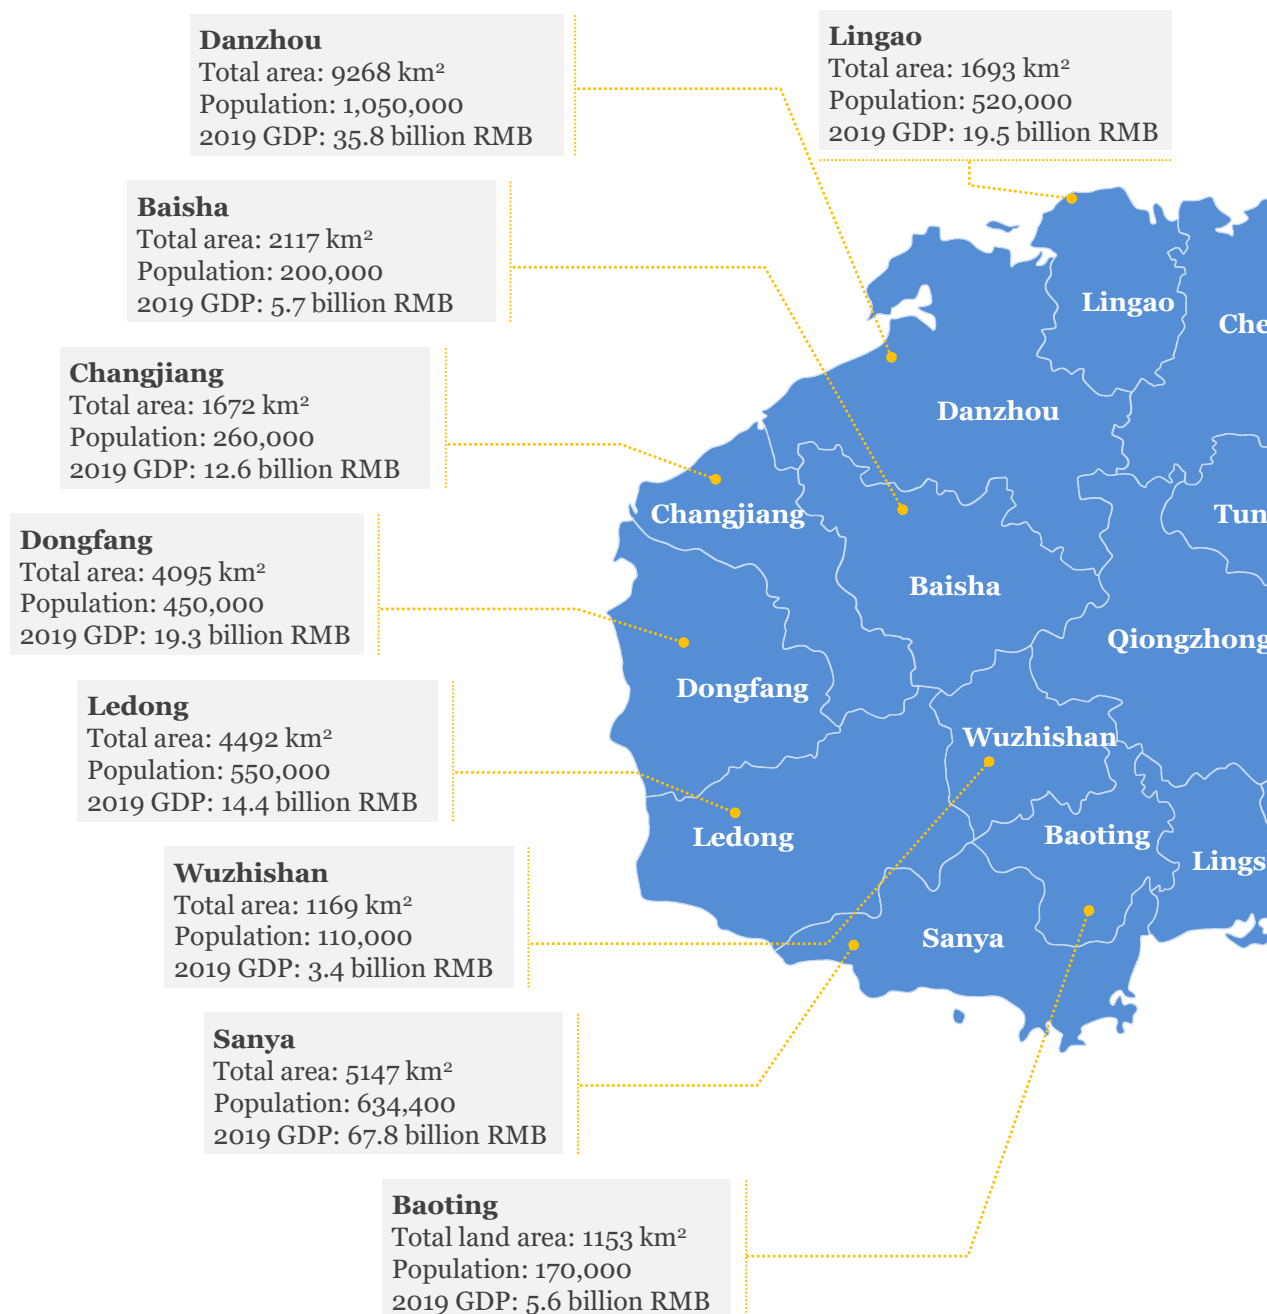 Danzhou
Total area: 9268 km²
Population: 1,050,000
2019 GDP: 35.8 billion RMB
Lingao
Total area: 1693 km²
Population: 520,000
2019 GDP: 19.5 billion RMB
Baisha
Total area: 2117 km²
Population: 200,000
2019 GDP: 5.7 billion RMB
Changjiang
Total area: 1672 km²
Population: 260,000
2019 GDP: 12.6 billion RMB
Dongfang
Total area: 4095 km²
Population: 450,000
2019 GDP: 19.3 billion RMB
Ledong
Total area: 4492 km²
Population: 550,000
2019 GDP: 14.4 billion RMB
Wuzhishan
Total area: 1169 km²
Population: 110,000
2019 GDP: 3.4 billion RMB
Sanya
Total area: 5147 km²
Population: 634,400
2019 GDP: 67.8 billion RMB
Baoting
Total land area: 1153 km²
Population: 170,000
2019 GDP: 5.6 billion RMB
Lingao
Che
Danzhou
Changjiang
Tun
Baisha
Qiongzhong
Dongfang
Wuzhishan
Ledong
Baoting
Lings
Sanya